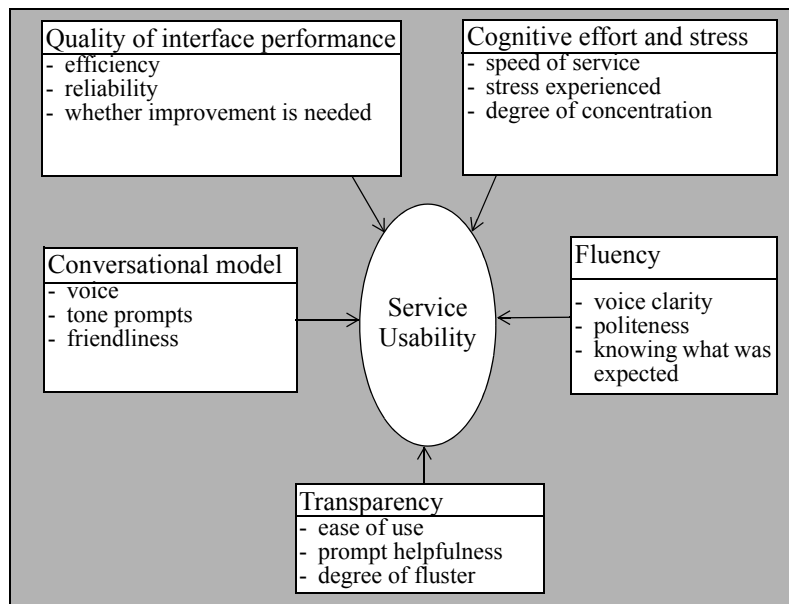 Quality of interface performance
- efficiency
- reliability
- whether improvement is needed
Cognitive effort and stress
- speed of service
- stress experienced
- degree of concentration
Conversational model
- voice
- tone prompts
- friendliness
Service
Usability
Fluency
- voice clarity
- politeness
- knowing what was
expected
Transparency
- ease of use
- prompt helpfulness
- degree of fluster